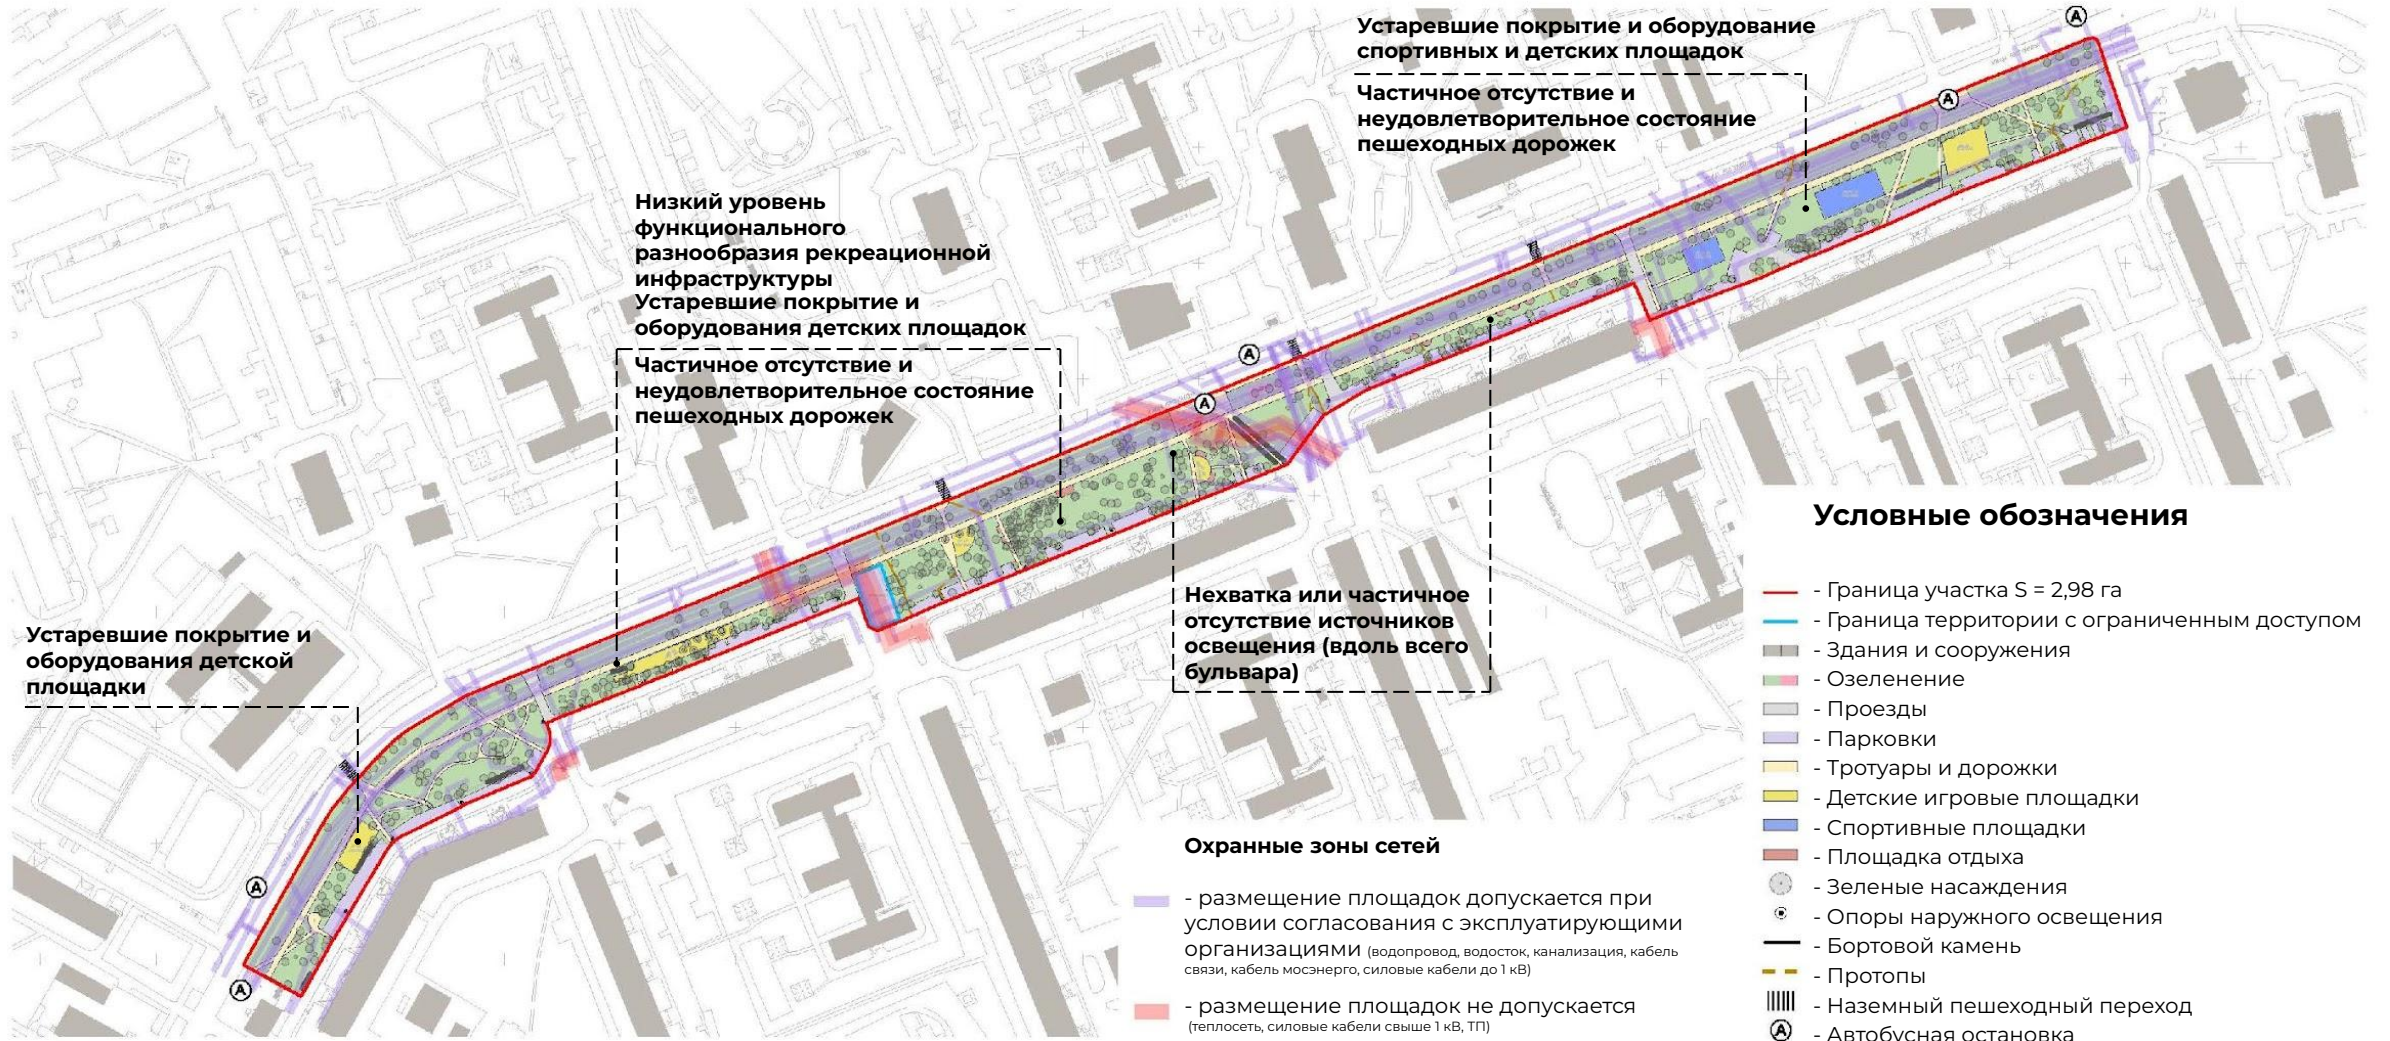 Устаревшие покрытие и оборудование
спортивных и детских площадок
Частичное отсутствие и
неудовлетворительное состояние
пешеходных дорожек
Низкий уровень
функционального
разнообразия рекреационной
инфраструктуры
Устаревшие покрытие и
оборудования детских площадок
Частичное отсутствие и
неудовлетворительное состояние
пешеходных дорожек
Нехватка или частичное
отсутствие источников
освещения (вдоль всего
бульвара)
Устаревшие покрытие и
оборудования детской
площадки
А
А
А
А
А
А
Условные обозначения
- Граница участка S = 2,98 га
- Граница территории с ограниченным доступом
- Здания и сооружения
- Озеленение
- Проезды
- Парковки
- Тротуары и дорожки
- Детские игровые площадки
- Спортивные площадки
- Площадка отдыха
- Зеленые насаждения
- Опоры наружного освещения
- Бортовой камень
- Протопы
- Наземный пешеходный переход
А - Автобусная остановка
Охранные зоны сетей
- размещение площадок допускается при
условии согласования с эксплуатирующими
организациями (водопровод, водосток, канализация, кабель
связи, кабель мосэнерго, силовые кабели до 1 кВ)
- размещение площадок не допускается
(теплосеть, силовые кабели свыше 1 кВ, ТП)